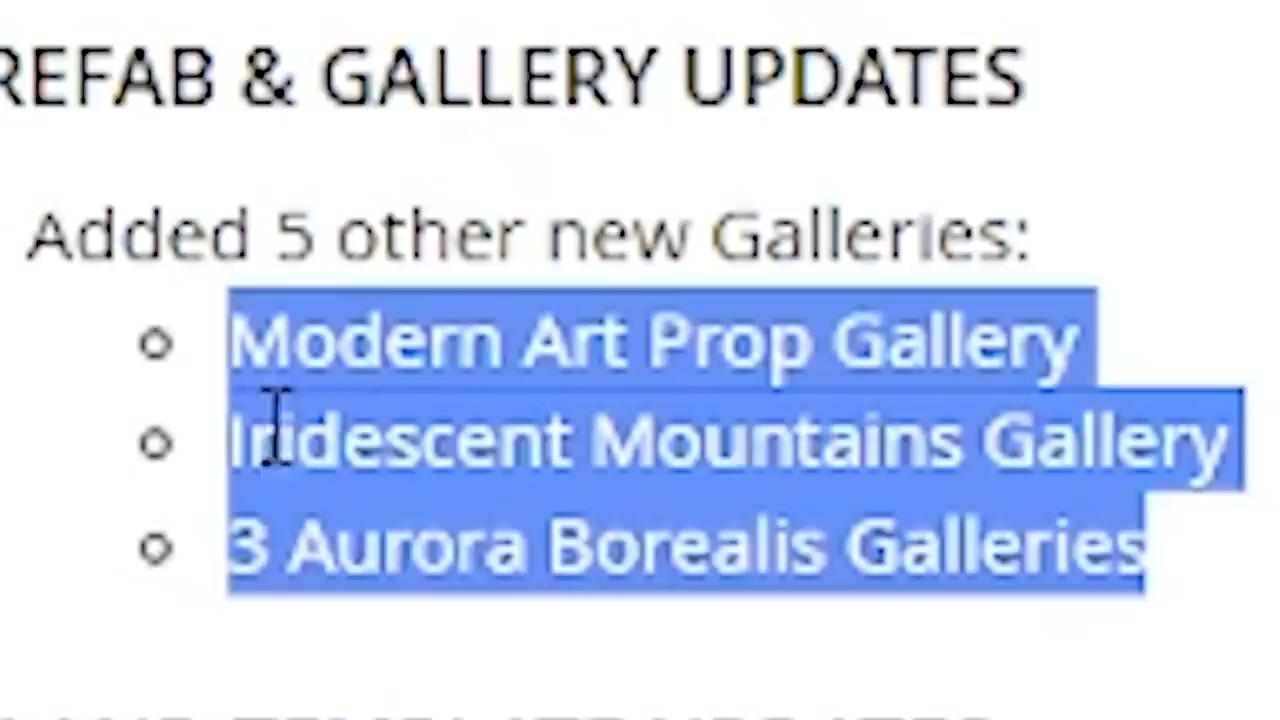 REFAB & GALLERY UPDATES
Added 5 other new Galleries:
Modern Art Prop Gallery
Iridescent Mountains Gallery
3 Aurora Borealis Galleries